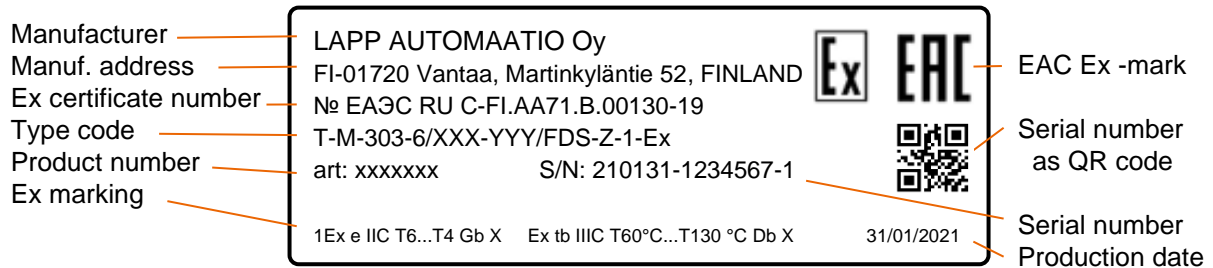 Manufacturer
Manuf. address
Ex certificate number
Type code
Product number
Ex marking
LAPP AUTOMAATIO Oy
FI-01720 Vantaa, Martinkyläntie 52, FINLAND
№ ЕАЭС RU C-FI.AA71.B.00130-19
T-M-303-6/XXX-YYY/FDS-Z-1-Ex
art: xxxxxxx S/N: 210131-1234567-1
1Ex e IIC T6...T4 Gb X Ex tb IIIC T60°C...T130 °C Db X 31/01/2021
Ex EAC
EAC Ex -mark
Serial number
as QR code
Serial number
Production date